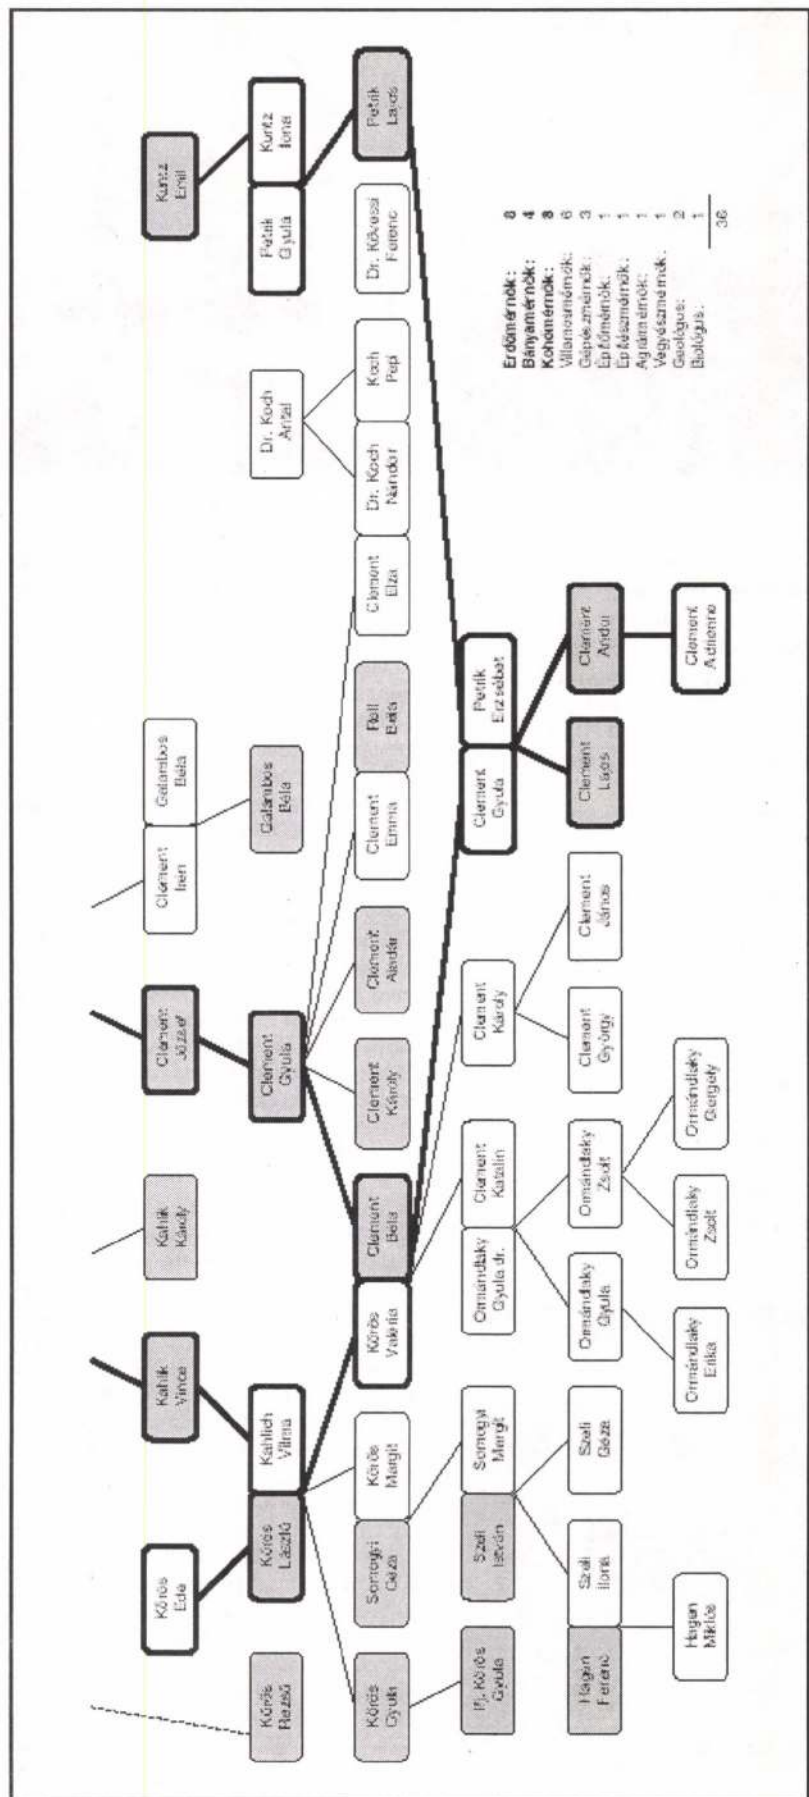 Kőrös
Ede
Kahlik
Vince
Kahlik
Károly
Clement
József
Clement
Irén
Galambos
Béla
Kuntz
Emil
Kőrös
Rezső
Kőrös
László
Kahlich
Vilma
Clement
Gyula
Galambos
Béla
Dr. Koch
Antal
Petrik
Gyula
Kuntz
Ilona
Kőrös
Gyula
Somogyi
Géza
Kőrös
Margit
Kőrös
Valéria
Clement
Béla
Clement
Károly
Clement
Aladár
Clement
Emma
Rell
Béla
Clement
Elza
Dr. Koch
Nándor
Koch
Pepi
Dr. Kövessi
Ferenc
Petrik
Lajos
Ifj. Kőrös
Gyula
Szeli
István
Somogyi
Margit
Ormándlaky
Gyula dr.
Clement
Katalin
Clement
Károly
Clement
Gyula
Petrik
Erzsébet
Hagen
Ferenc
Szeli
Ilona
Szeli
Géza
Ormándlaky
Gyula
Ormándlaky
Zsolt
Clement
György
Clement
János
Clement
Lajos
Clement
Andor
Hagen
Miklós
Ormándlaky
Erika
Ormándlaky
Zsolt
Ormándlaky
Gergely
Clement
Adrienne
Erdőmérnök: 8
Bányamérnök: 4
Kohómérnök: 8
Villamosmérnök: 6
Gépészmérnök: 3
Építőmérnök: 1
Építészmérnök: 1
Agrármérnök: 1
Vegyészmérnök: 1
Geológus: 2
Biológus: 1
36